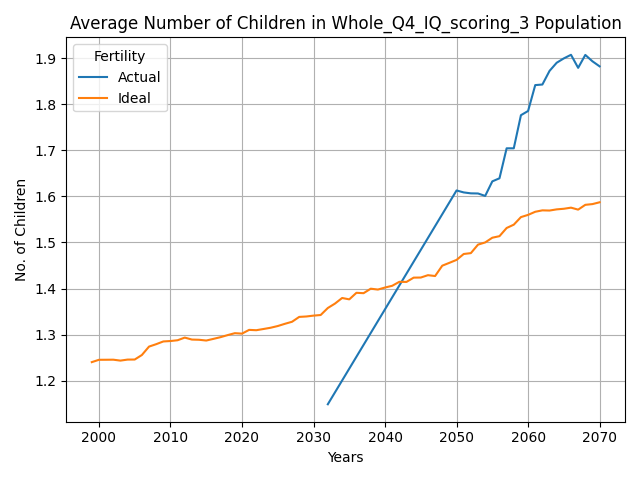 Average Number of Children in Whole_Q4_IQ_scoring_3 Population
Fertility
Actual
Ideal
No. of Children
1.9
1.8
1.7
1.6
1.5
1.4
1.3
1.2
2000 2010 2020 2030 2040 2050 2060 2070
Years